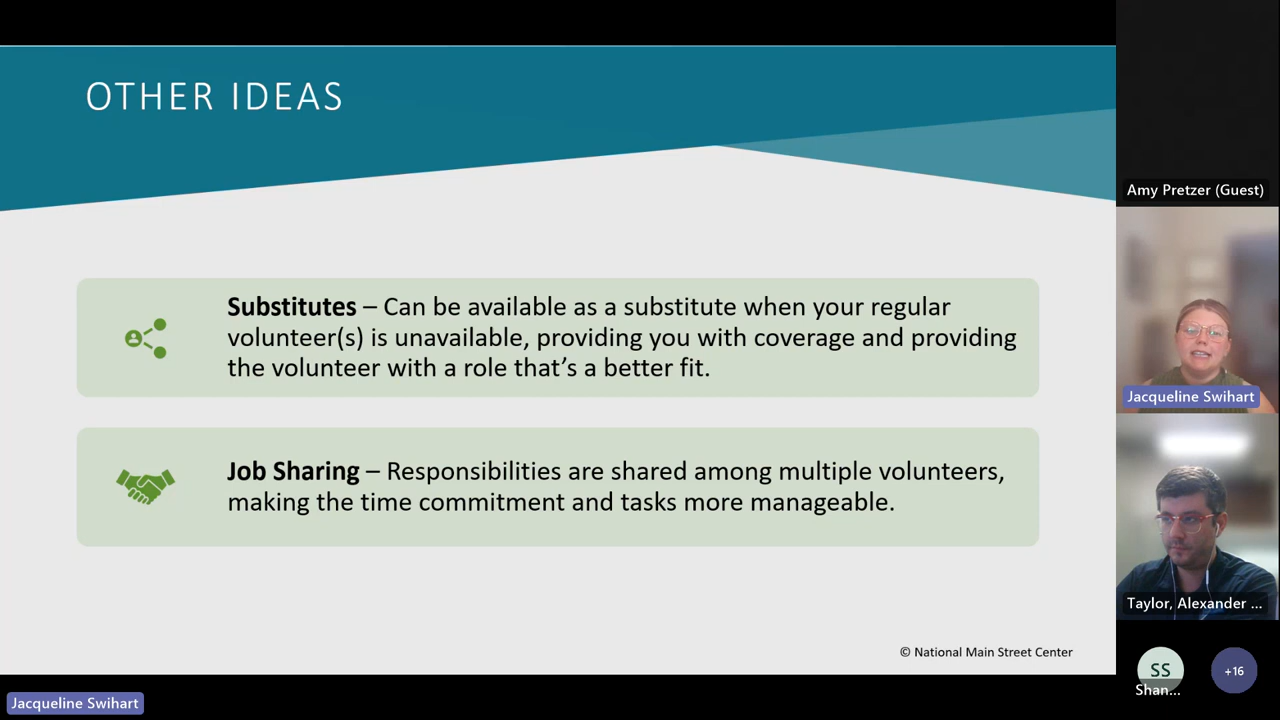 OTHER IDEAS
Substitutes – Can be available as a substitute when your regular
volunteer(s) is unavailable, providing you with coverage and providing
the volunteer with a role that’s a better fit.
Job Sharing – Responsibilities are shared among multiple volunteers,
making the time commitment and tasks more manageable.
© National Main Street Center
Jacqueline Swihart
Amy Pretzer (Guest)
Jacqueline Swihart
Taylor, Alexander ...
SS
Shan...
+16